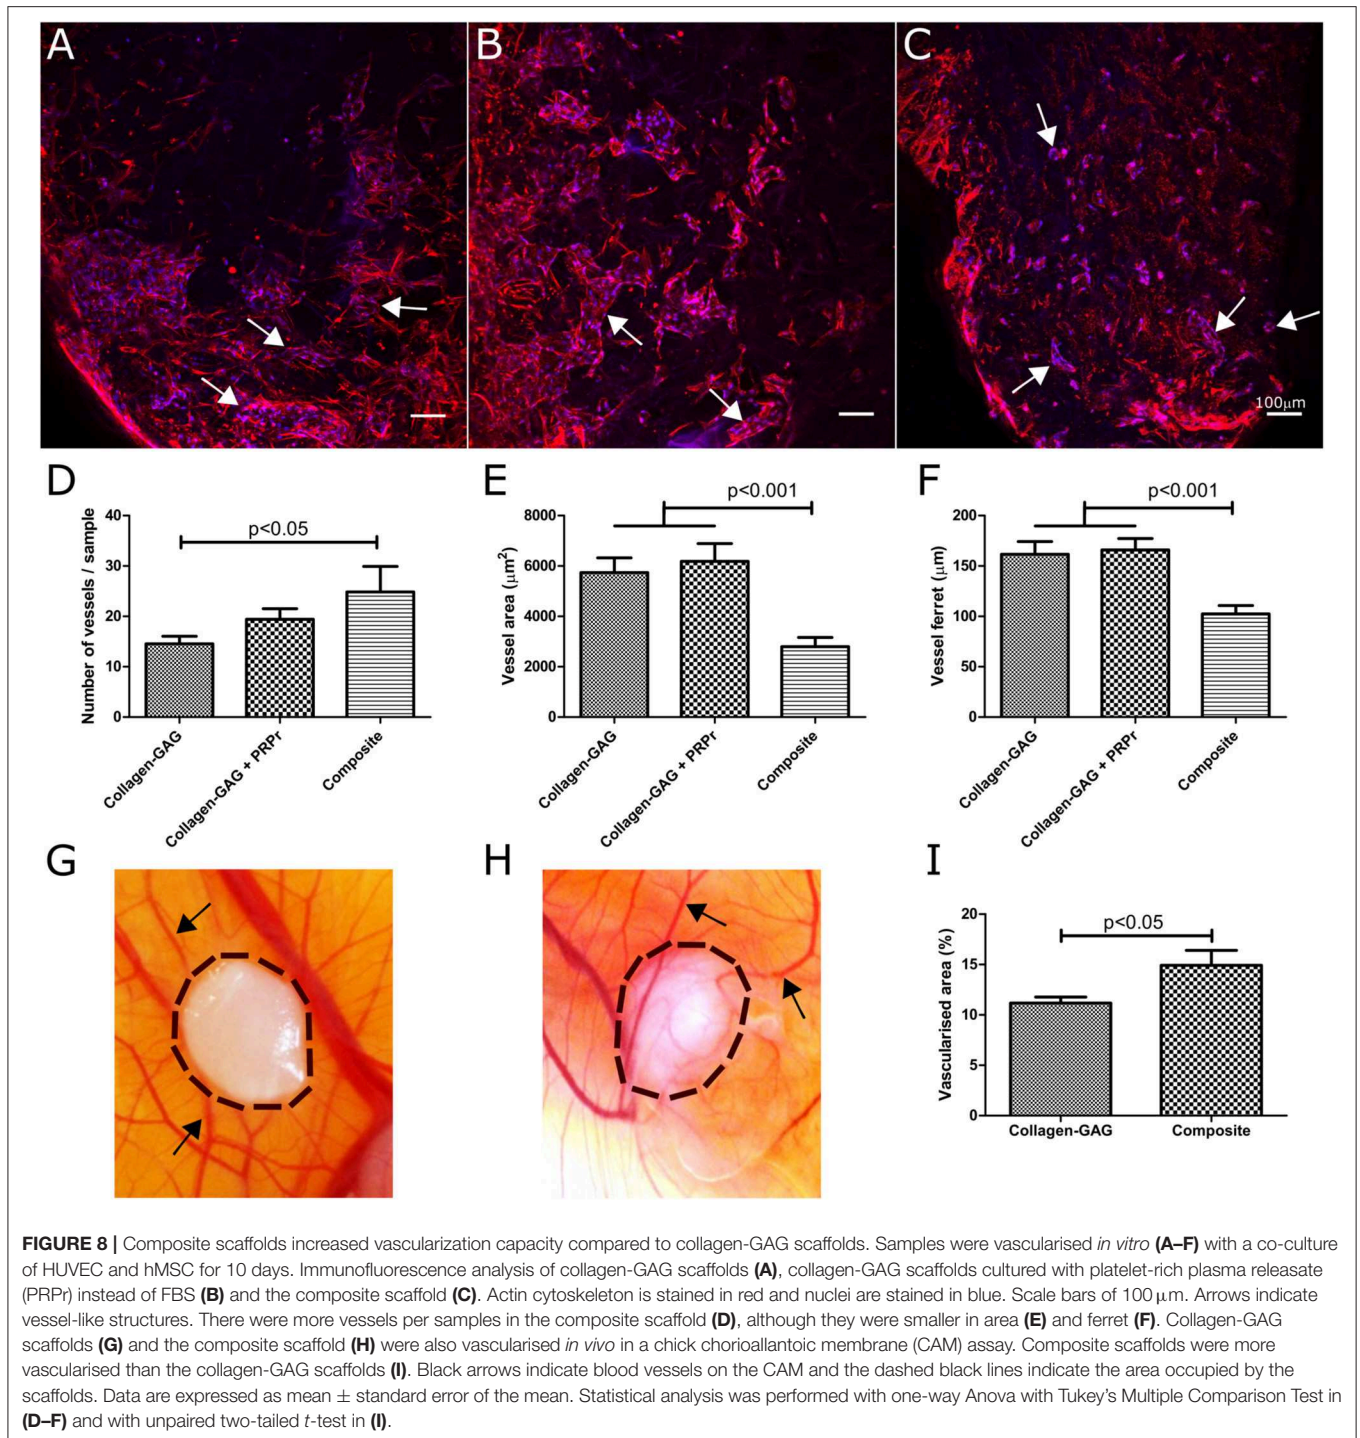 A
B
C
100μm
D
Number of vessels / sample
40
30
20
10
0
p<0.05
Collagen-GAG
Collagen-GAG + PRPr
Composite
E
Vessel area (μm²)
8000
6000
4000
2000
0
p<0.001
Collagen-GAG
Collagen-GAG + PRPr
Composite
F
Vessel ferret (μm)
200
150
100
50
0
p<0.001
Collagen-GAG
Collagen-GAG + PRPr
Composite
G
H
I
Vascularised area (%)
20
15
10
5
0
p<0.05
Collagen-GAG
Composite
FIGURE 8 | Composite scaffolds increased vascularization capacity compared to collagen-GAG scaffolds. Samples were vascularised in vitro (A–F) with a co-culture
of HUVEC and hMSC for 10 days. Immunofluorescence analysis of collagen-GAG scaffolds (A), collagen-GAG scaffolds cultured with platelet-rich plasma releasate
(PRPr) instead of FBS (B) and the composite scaffold (C). Actin cytoskeleton is stained in red and nuclei are stained in blue. Scale bars of 100 μm. Arrows indicate
vessel-like structures. There were more vessels per samples in the composite scaffold (D), although they were smaller in area (E) and ferret (F). Collagen-GAG
scaffolds (G) and the composite scaffold (H) were also vascularised in vivo in a chick chorioallantoic membrane (CAM) assay. Composite scaffolds were more
vascularised than the collagen-GAG scaffolds (I). Black arrows indicate blood vessels on the CAM and the dashed black lines indicate the area occupied by the
scaffolds. Data are expressed as mean ± standard error of the mean. Statistical analysis was performed with one-way Anova with Tukey's Multiple Comparison Test in
(D–F) and with unpaired two-tailed t-test in (I).